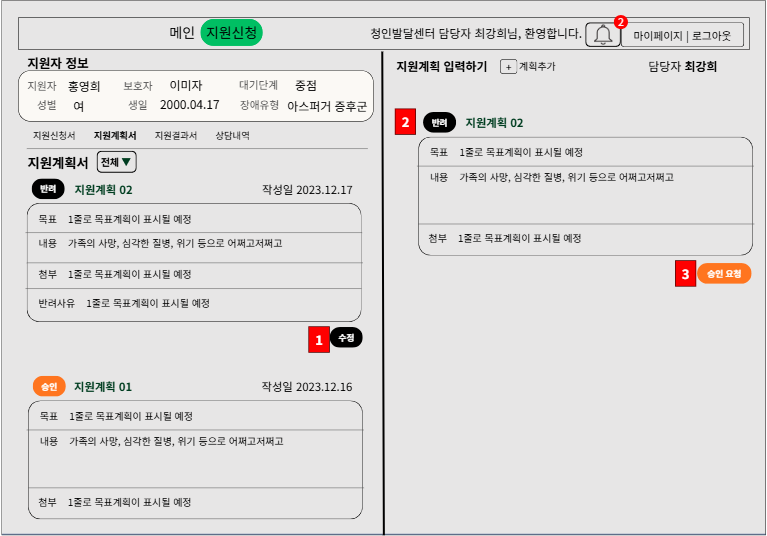 메인 지원신청 청인발달센터 담당자 최강희님, 환영합니다. 2 마이페이지 | 로그아웃
지원자 정보
지원자 홍영희 보호자 이미자 대기단계 중점
성별 여 생일 2000.04.17 장애유형 아스퍼거 증후군
지원신청서 지원계획서 지원결과서 상담내역
지원계획서 전체 ▼
반려 지원계획 02 작성일 2023.12.17
목표 1줄로 목표계획이 표시될 예정
내용 가족의 사망, 심각한 질병, 위기 등으로 어쩌고저쩌고
첨부 1줄로 목표계획이 표시될 예정
반려사유 1줄로 목표계획이 표시될 예정
1 수정
승인 지원계획 01 작성일 2023.12.16
목표 1줄로 목표계획이 표시될 예정
내용 가족의 사망, 심각한 질병, 위기 등으로 어쩌고저쩌고
첨부 1줄로 목표계획이 표시될 예정
지원계획 입력하기 + 계획추가 담당자 최강희
2 반려 지원계획 02
목표 1줄로 목표계획이 표시될 예정
내용 가족의 사망, 심각한 질병, 위기 등으로 어쩌고저쩌고
첨부 1줄로 목표계획이 표시될 예정
3 승인 요청